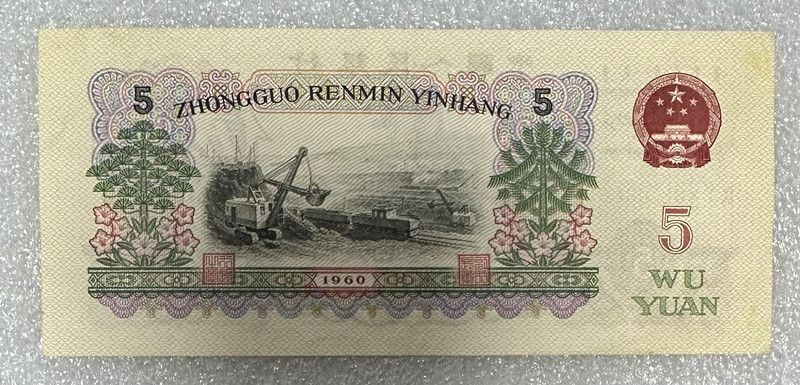 5 ZHONGGUO RENMIN YINHANG 5
5
WU
YUAN
1960